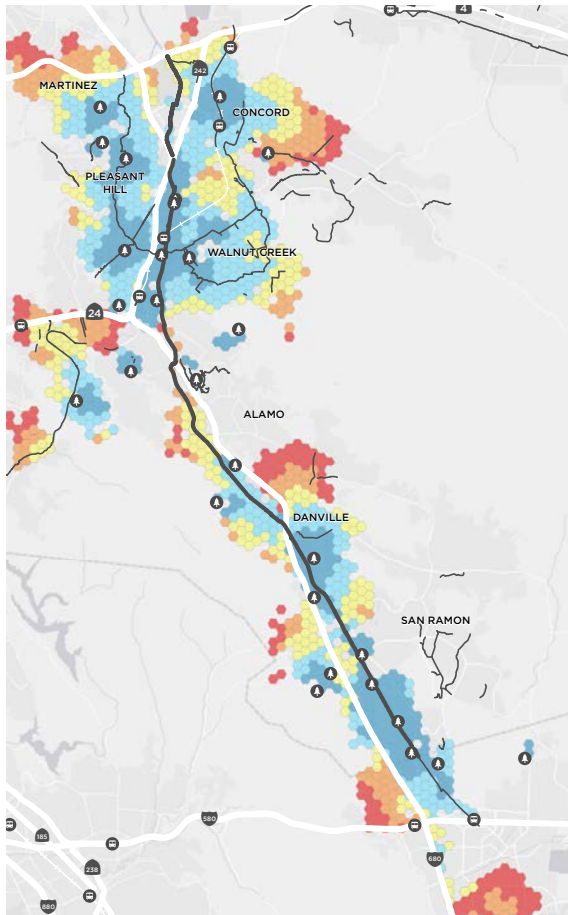 4
242
MARTINEZ
CONCORD
PLEASANT
HILL
WALNUT CREEK
24
ALAMO
DANVILLE
SAN RAMON
580
185
238
680
880